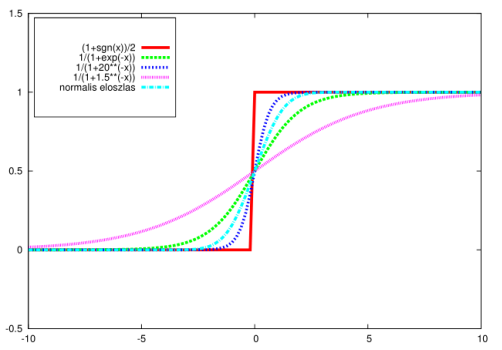 1.5
1
0.5
0
-0.5
-10
-5
0
5
10
(1+sgn(x))/2
1/(1+exp(-x))
1/(1+20**(-x))
1/(1+1.5**(-x))
normalis eloszlas